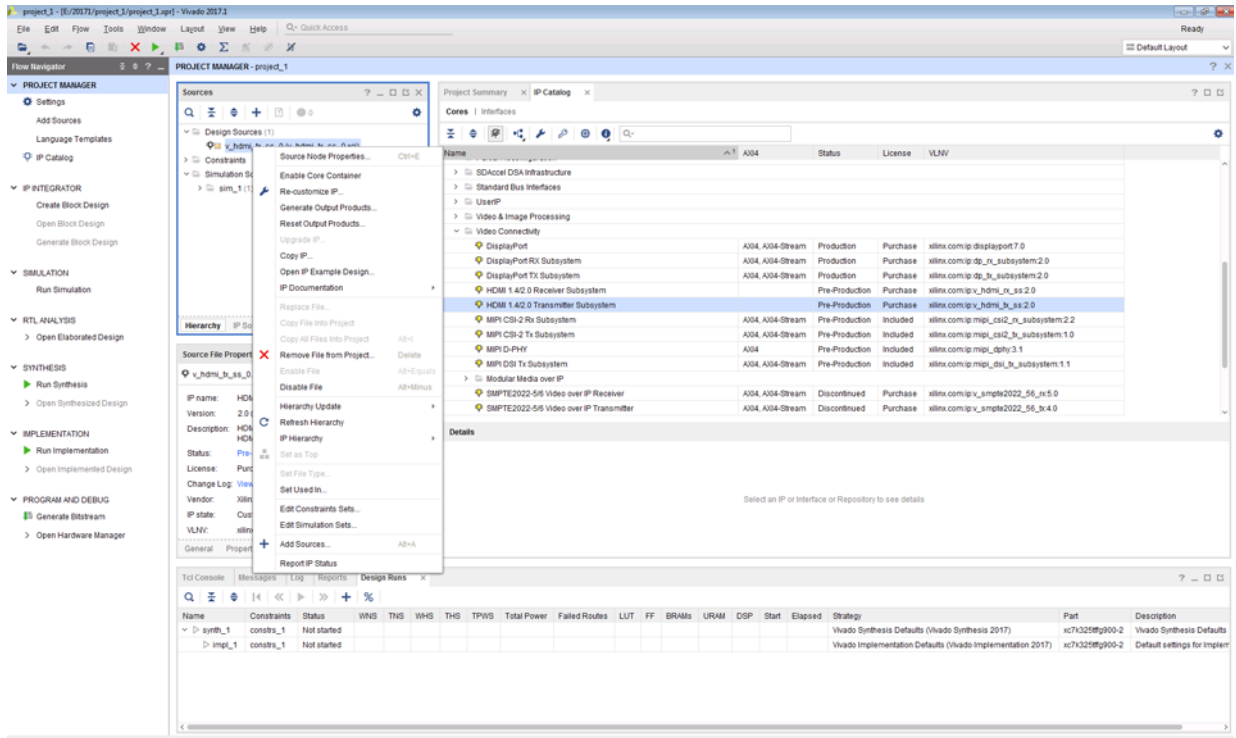 project_1 - [E:/20171/project_1/project_1.xpr] - Vivado 2017.1
File Edit Flow Tools Window Layout View Help Q- Quick Access
Ready
Default Layout
Flow Navigator
PROJECT MANAGER - project_1
PROJECT MANAGER
Settings
Add Sources
Language Templates
IP Catalog
IP INTEGRATOR
Create Block Design
Open Block Design
Generate Block Design
SIMULATION
Run Simulation
RTL ANALYSIS
Open Elaborated Design
SYNTHESIS
Run Synthesis
Open Synthesized Design
IMPLEMENTATION
Run Implementation
Open Implemented Design
PROGRAM AND DEBUG
Generate Bitstream
Open Hardware Manager
Sources
0
Design Sources (1)
Constraints
Simulation
sim_1 (1
Hierarchy IP So
Source File Propert
v_hdmi_tx_ss_0.
IP name: HDM
Version: 2.0
Description: HDM
HDM
Status: Pre-
License: Purc
Change Log: View
Vendor: Xilin
IP state: Cus
VLNV: xilin
General Propert
Source Node Properties... Ctrl+E
Enable Core Container
Re-customize IP...
Generate Output Products...
Reset Output Products...
Upgrade IP...
Copy IP...
Open IP Example Design...
IP Documentation
Replace File...
Copy File Into Project
Copy All Files Into Project Alt+I
Remove File from Project... Delete
Enable File Alt+Equals
Disable File Alt+Minus
Hierarchy Update
Refresh Hierarchy
IP Hierarchy
Set as Top
Set File Type...
Set Used In...
Edit Constraints Sets...
Edit Simulation Sets...
Add Sources... Alt+A
Report IP Status
Project Summary IP Catalog
Cores | Interfaces
Q-
Name 1 AXI4 Status License VLNV
SDAccel DSA Infrastructure
Standard Bus Interfaces
UserIP
Video & Image Processing
Video Connectivity
DisplayPort AXI4, AXI4-Stream Production Purchase xilinx.com:ip:displayport:7.0
DisplayPort RX Subsystem AXI4, AXI4-Stream Production Purchase xilinx.com:ip:dp_rx_subsystem:2.0
DisplayPort TX Subsystem AXI4, AXI4-Stream Production Purchase xilinx.com:ip:dp_tx_subsystem:2.0
HDMI 1.4/2.0 Receiver Subsystem Pre-Production Purchase xilinx.com:ip:v_hdmi_rx_ss:2.0
HDMI 1.4/2.0 Transmitter Subsystem Pre-Production Purchase xilinx.com:ip:v_hdmi_tx_ss:2.0
MIPI CSI-2 Rx Subsystem AXI4, AXI4-Stream Pre-Production Included xilinx.com:ip:mipi_csi2_rx_subsystem:2.2
MIPI CSI-2 Tx Subsystem AXI4, AXI4-Stream Pre-Production Included xilinx.com:ip:mipi_csi2_tx_subsystem:1.0
MIPI D-PHY AXI4 Pre-Production Included xilinx.com:ip:mipi_dphy:3.1
MIPI DSI Tx Subsystem AXI4, AXI4-Stream Pre-Production Included xilinx.com:ip:mipi_dsi_tx_subsystem:1.1
Modular Media over IP
SMPTE2022-5/6 Video over IP Receiver AXI4, AXI4-Stream Discontinued Purchase xilinx.com:ip:v_smpte2022_56_rx:5.0
SMPTE2022-5/6 Video over IP Transmitter AXI4, AXI4-Stream Discontinued Purchase xilinx.com:ip:v_smpte2022_56_tx:4.0
Details
Select an IP or Interface or Repository to see details
Tcl Console Messages Log Reports Design Runs
Name Constraints Status WNS TNS WHS THS TPWS Total Power Failed Routes LUT FF BRAMs URAM DSP Start Elapsed Strategy Part Description
synth_1 constrs_1 Not started Vivado Synthesis Defaults (Vivado Synthesis 2017) xc7k325tffg900-2 Vivado Synthesis Defaults
impl_1 constrs_1 Not started Vivado Implementation Defaults (Vivado Implementation 2017) xc7k325tffg900-2 Default settings for Implem